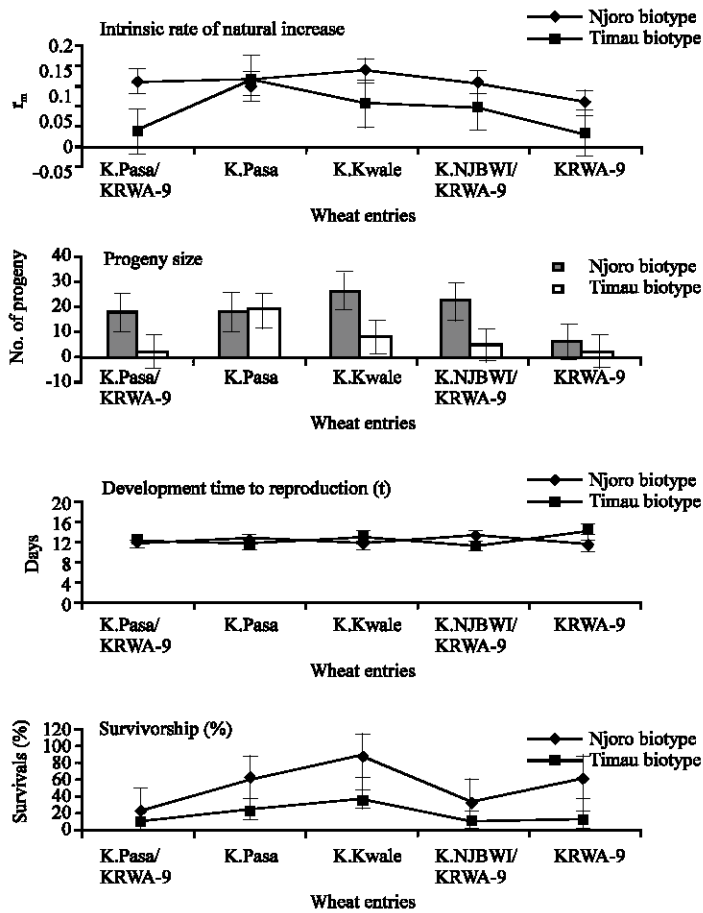 Intrinsic rate of natural increase
Njoro biotype
Timau biotype
0.2
0.15
0.1
0.05
0
-0.05
rm
K.Pasa/
KRWA-9
K.Pasa
K.Kwale
K.NJBWI/
KRWA-9
KRWA-9
Wheat entries
Progeny size
Njoro biotype
Timau biotype
40
30
20
10
0
-10
No. of progeny
K.Pasa/
KRWA-9
K.Pasa
K.Kwale
K.NJBWI/
KRWA-9
KRWA-9
Wheat entries
Development time to reproduction (t)
Njoro biotype
Timau biotype
20
16
12
8
4
0
Days
K.Pasa/
KRWA-9
K.Pasa
K.Kwale
K.NJBWI/
KRWA-9
KRWA-9
Wheat entries
Survivorship (%)
Njoro biotype
Timau biotype
120
100
80
60
40
20
0
Survivals (%)
K.Pasa/
KRWA-9
K.Pasa
K.Kwale
K.NJBWI/
KRWA-9
KRWA-9
Wheat entries